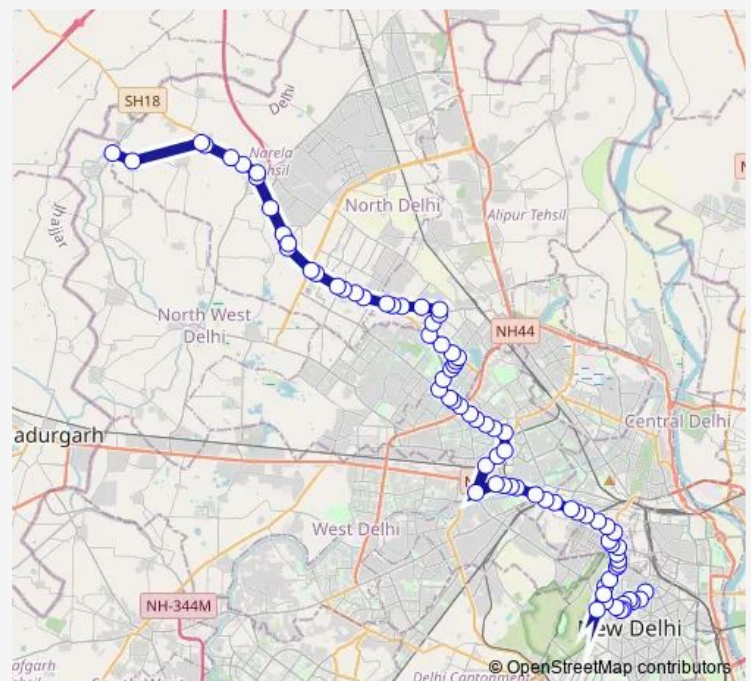 SH18
Delhi
Narela
North Delhi
Alipur Tehsil
Jhajjar
North West
Delhi
NH44
Central Delhi
adurgarh
N
West Delhi
NH-344M
New Delhi
afgarh
Delhi Cantonment
© OpenStreetMap contributors